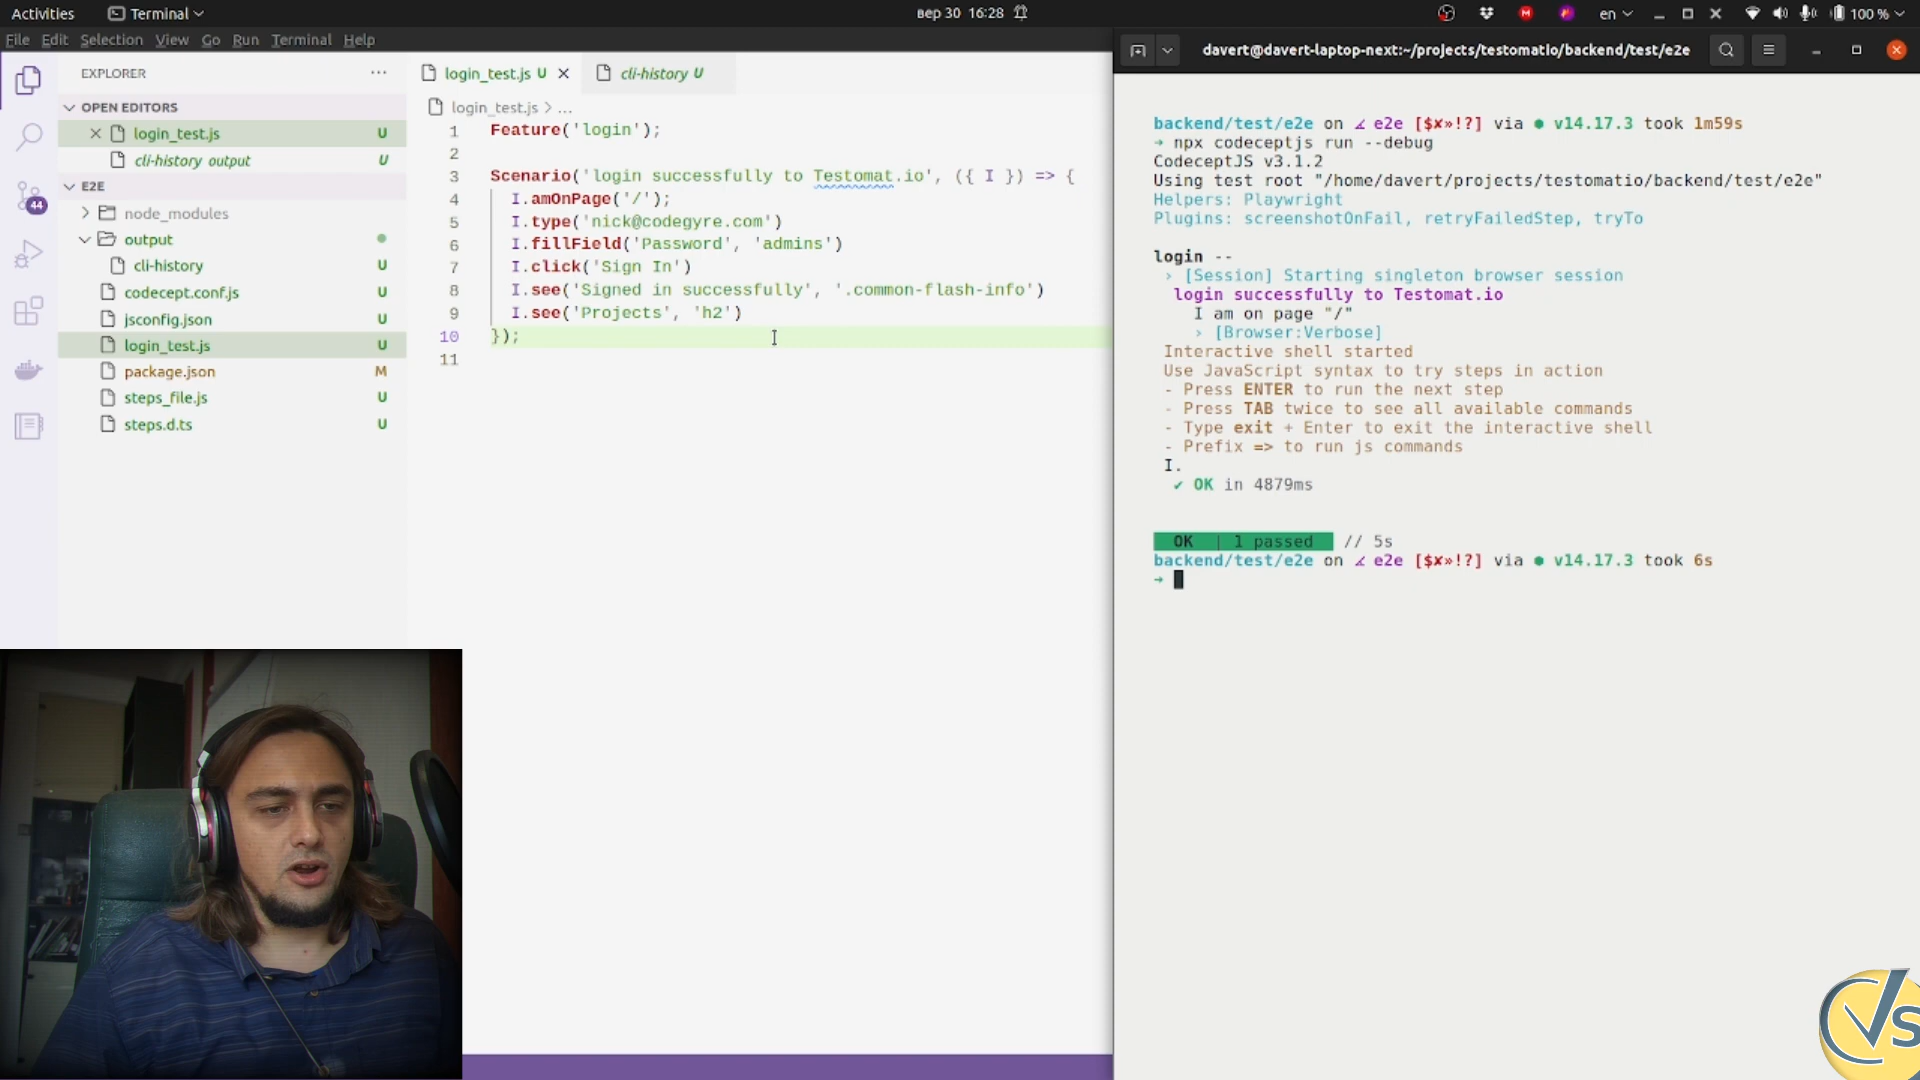 Activities
Terminal
вер 30 16:28
en
100 %
File Edit Selection View Go Run Terminal Help
EXPLORER
OPEN EDITORS
login_test.js U
cli-history output U
E2E
node_modules
output
cli-history U
codecept.conf.js U
jsconfig.json U
login_test.js U
package.json M
steps_file.js U
steps.d.ts U
44
login_test.js U
cli-history U
login_test.js > ...
1 Feature('login');
2
3 Scenario('login successfully to Testomat.io', ({ I }) => {
4 I.amOnPage('/');
5 I.type('nick@codegyre.com')
6 I.fillField('Password', 'admins')
7 I.click('Sign In')
8 I.see('Signed in successfully', '.common-flash-info')
9 I.see('Projects', 'h2')
10 });
11
davert@davert-laptop-next:~/projects/testomatio/backend/test/e2e
backend/test/e2e on e2e [$✘»!?] via ● v14.17.3 took 1m59s
➜ npx codeceptjs run --debug
CodeceptJS v3.1.2
Using test root "/home/davert/projects/testomatio/backend/test/e2e"
Helpers: Playwright
Plugins: screenshotOnFail, retryFailedStep, tryTo
login --
› [Session] Starting singleton browser session
login successfully to Testomat.io
I am on page "/"
› [Browser:Verbose]
Interactive shell started
Use JavaScript syntax to try steps in action
- Press ENTER to run the next step
- Press TAB twice to see all available commands
- Type exit + Enter to exit the interactive shell
- Prefix => to run js commands
I.
✔ OK in 4879ms
OK | 1 passed // 5s
backend/test/e2e on e2e [$✘»!?] via ● v14.17.3 took 6s
➜
Vs